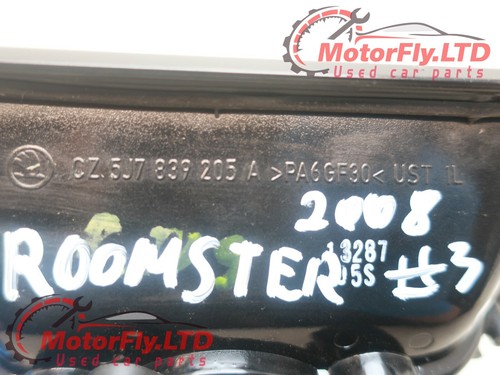 MotorFly.LTD
Used car parts
CZ 5J7 839 205 A >PA6GF30< UST 1L
2008
ROOMSTER #3
13287
MotorFly.LTD
Used car parts